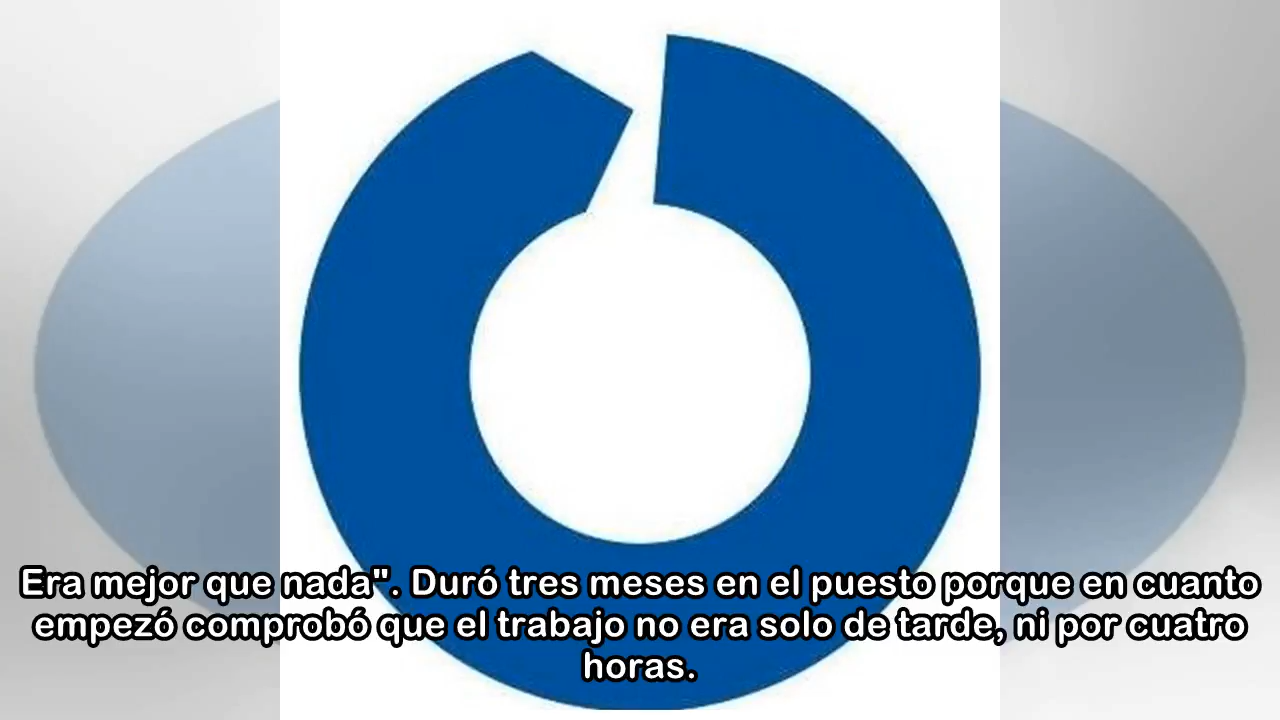 Era mejor que nada". Duró tres meses en el puesto porque en cuanto
empezó comprobó que el trabajo no era solo de tarde, ni por cuatro
horas.